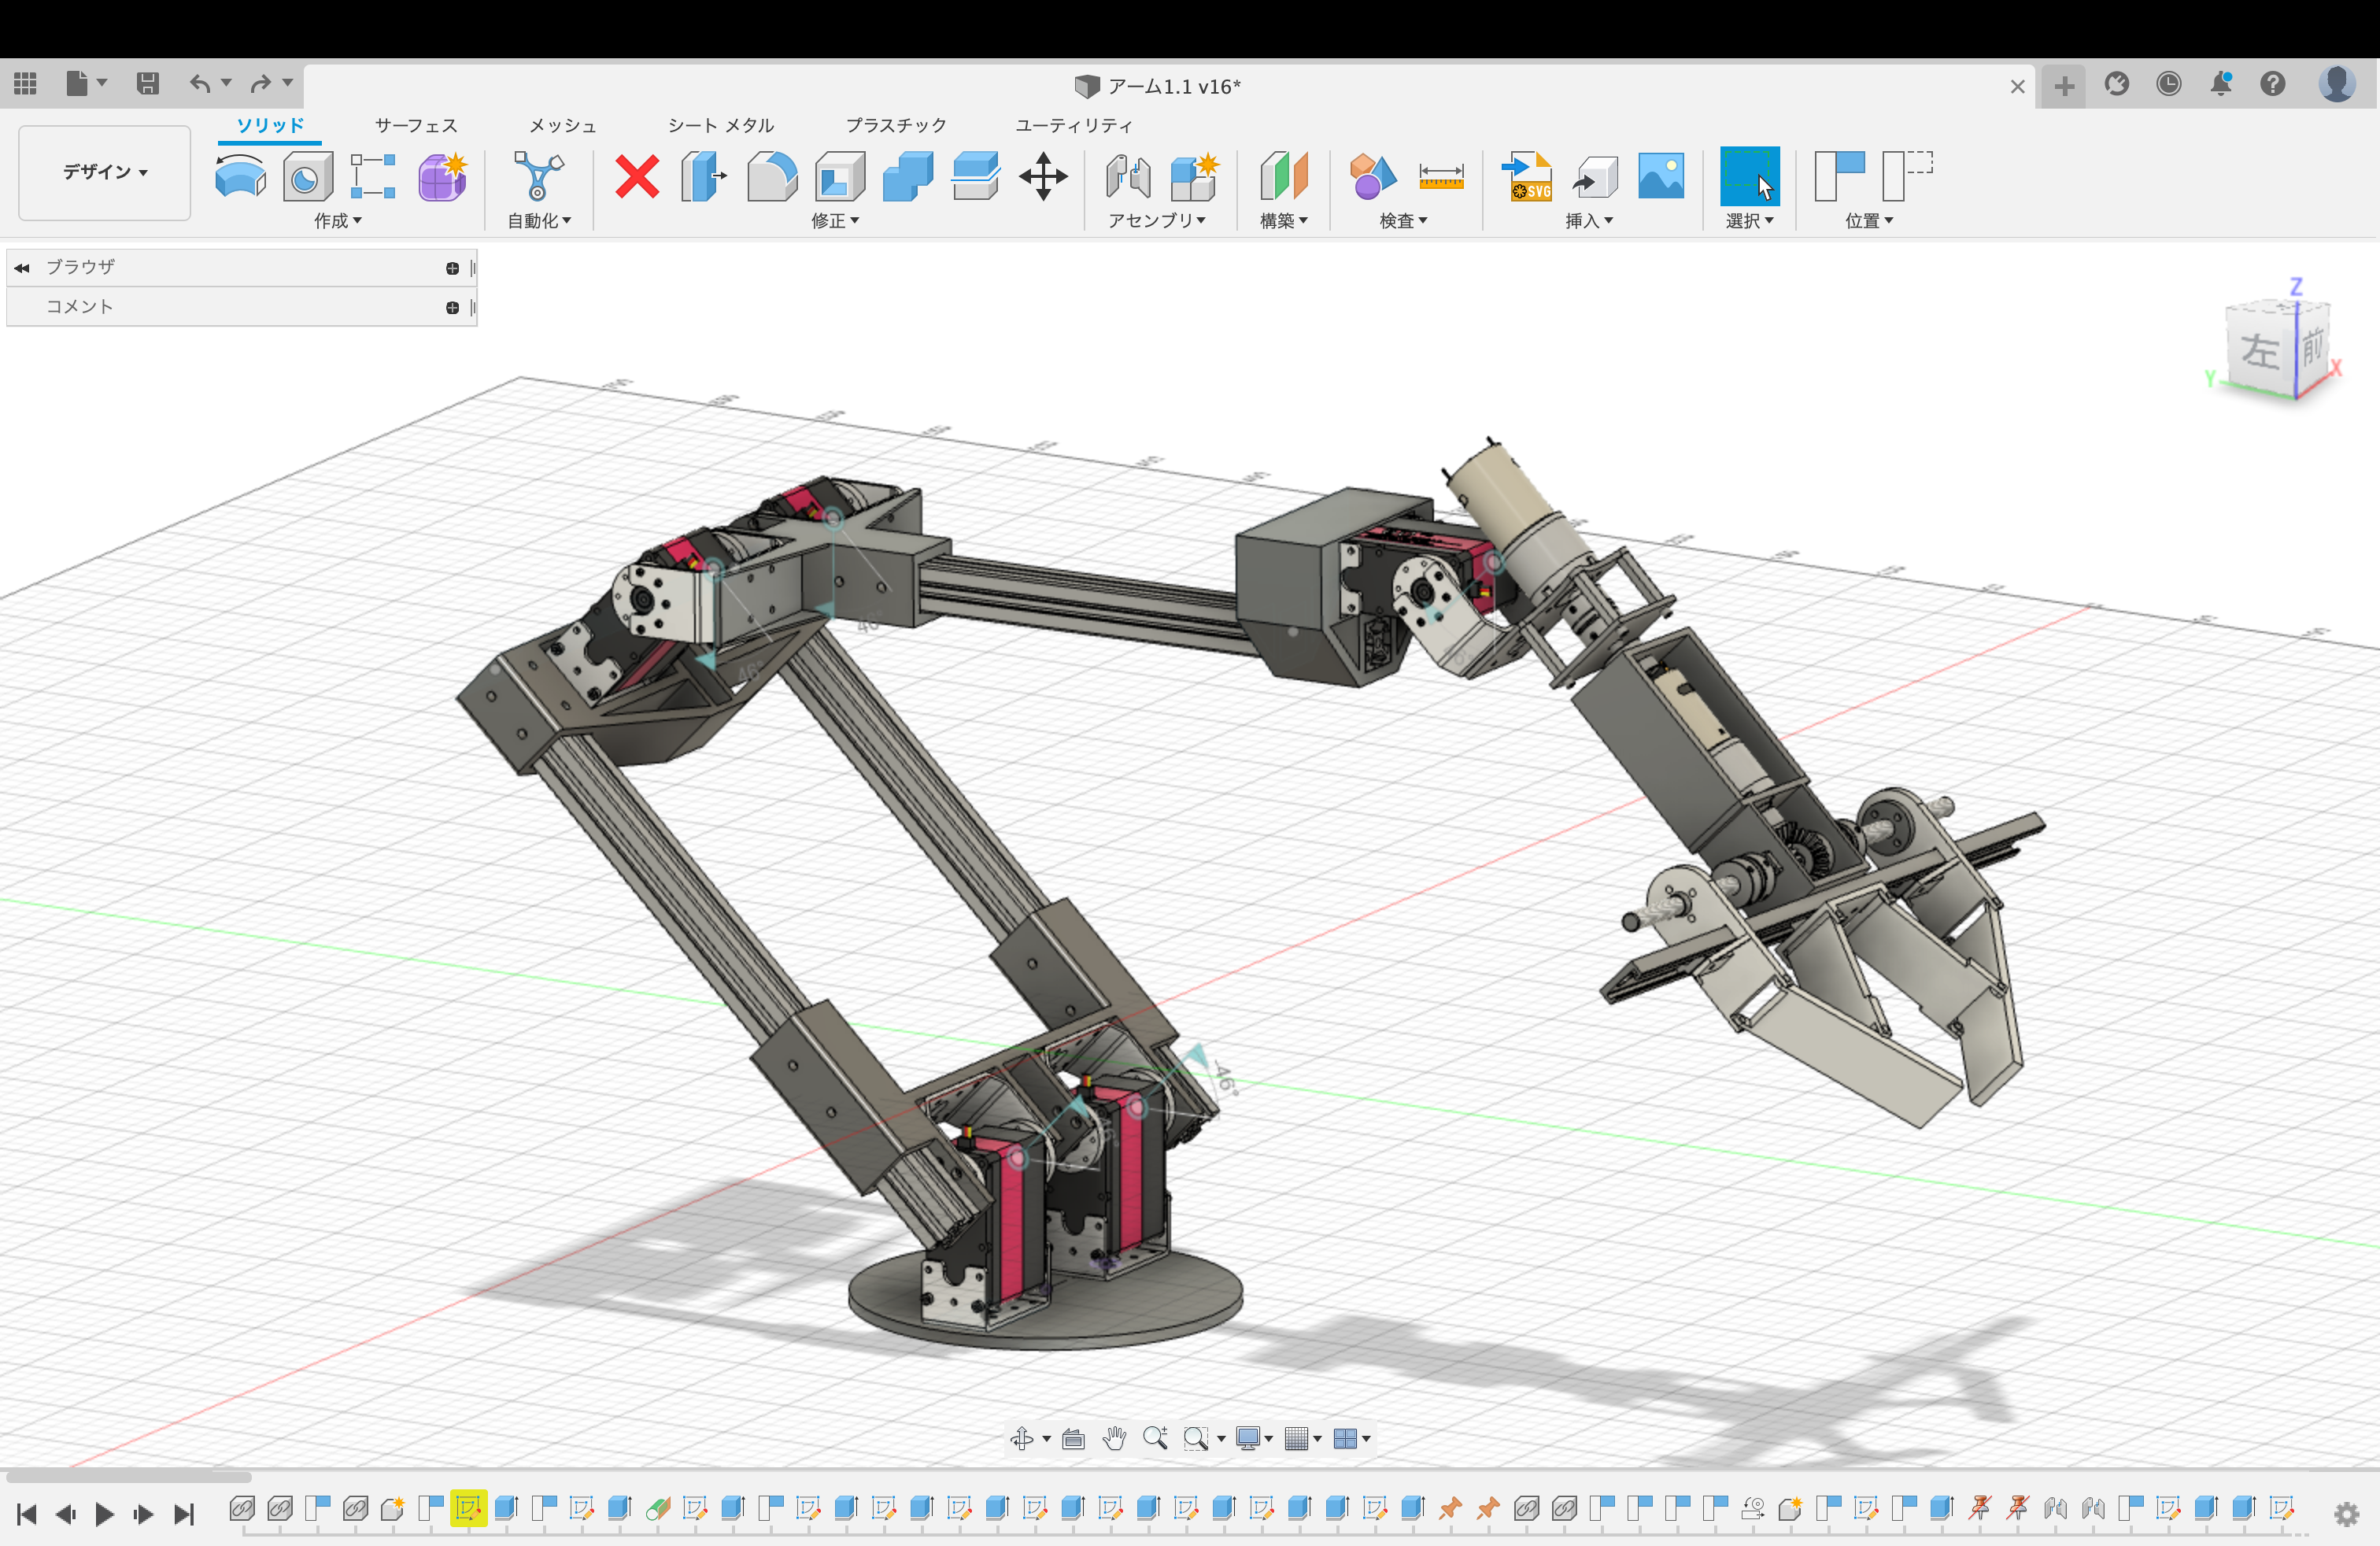 アーム1.1 v16*
ソリッド
サーフェス
メッシュ
シート メタル
プラスチック
ユーティリティ
デザイン
SVG
作成
自動化
修正
アセンブリ
構築
検査
挿入
選択
位置
ブラウザ
コメント
Z
左
前
X
Y
46°
46°
-46°